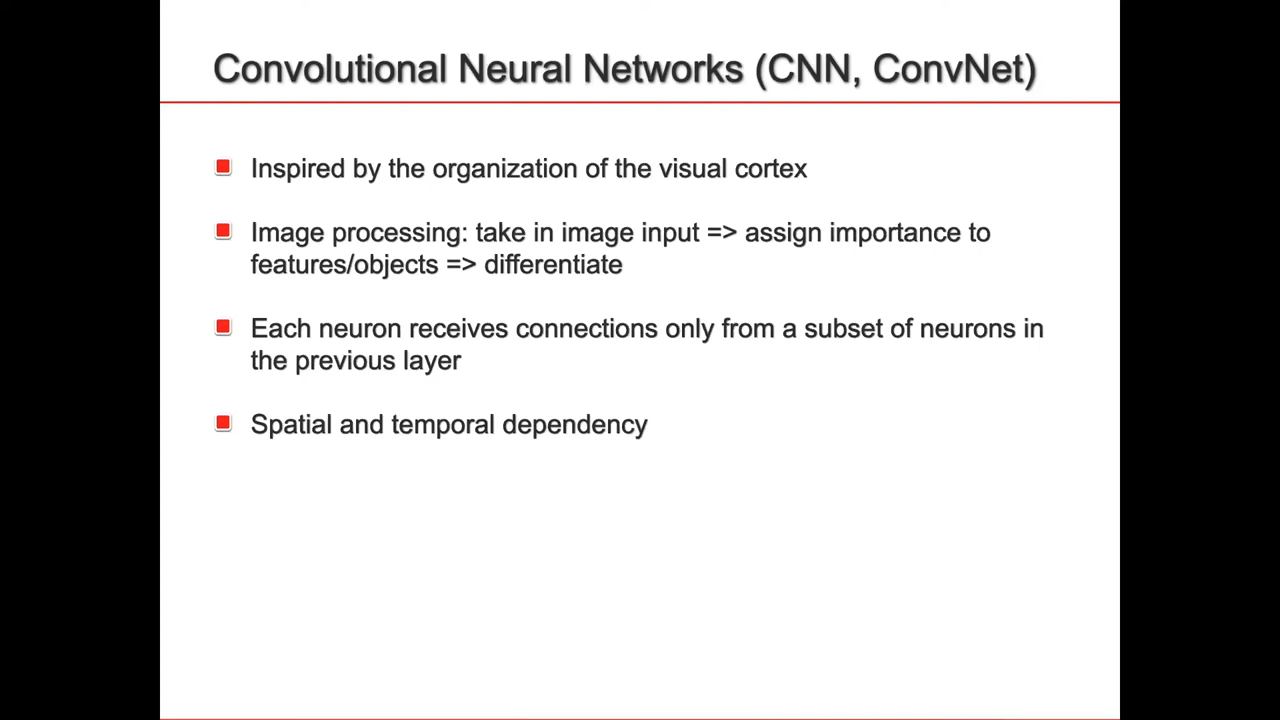 Convolutional Neural Networks (CNN, ConvNet)
Inspired by the organization of the visual cortex
Image processing: take in image input => assign importance to
features/objects => differentiate
Each neuron receives connections only from a subset of neurons in
the previous layer
Spatial and temporal dependency